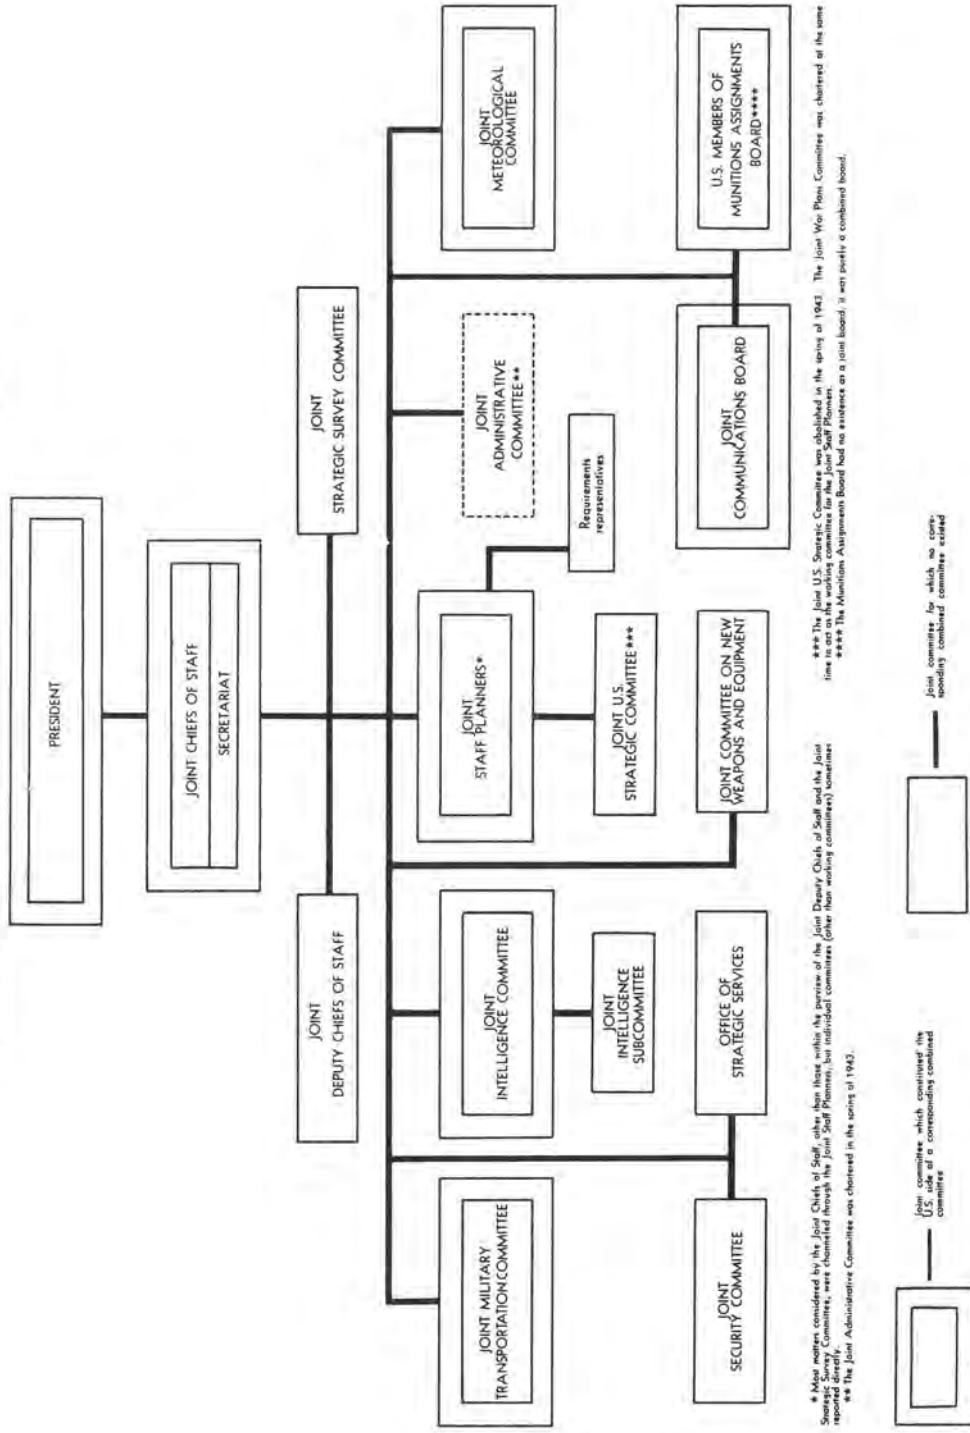 PRESIDENT
JOINT CHIEFS OF STAFF
SECRETARIAT
JOINT
DEPUTY CHIEFS OF STAFF
JOINT
STRATEGIC SURVEY COMMITTEE
JOINT MILITARY
TRANSPORTATION COMMITTEE
JOINT
INTELLIGENCE COMMITTEE
JOINT
STAFF PLANNERS*
JOINT
ADMINISTRATIVE
COMMITTEE**
JOINT
METEOROLOGICAL
COMMITTEE
JOINT
INTELLIGENCE
SUBCOMMITTEE
JOINT U.S.
STRATEGIC COMMITTEE***
Requirements
representatives
JOINT
SECURITY COMMITTEE
OFFICE OF
STRATEGIC SERVICES
JOINT COMMITTEE ON NEW
WEAPONS AND EQUIPMENT
JOINT
COMMUNICATIONS BOARD
U.S. MEMBERS OF
MUNITIONS ASSIGNMENTS
BOARD****
* Most matters considered by the Joint Chiefs of Staff, other than those within the purview of the Joint Deputy Chiefs of Staff and the Joint
Strategic Survey Committee, were channeled through the Joint Staff Planners, but individual committees (other than working committees) sometimes
reported directly.
** The Joint Administrative Committee was chartered in the spring of 1943.
*** The Joint U.S. Strategic Committee was abolished in the spring of 1943. The Joint War Plans Committee was chartered at the same
time to act as the working committee for the Joint Staff Planners.
**** The Munitions Assignments Board had no existence as a joint board; it was purely a combined board.
Joint committee which constituted the
U.S. side of a corresponding combined
committee
Joint committee for which no corre-
sponding combined committee existed